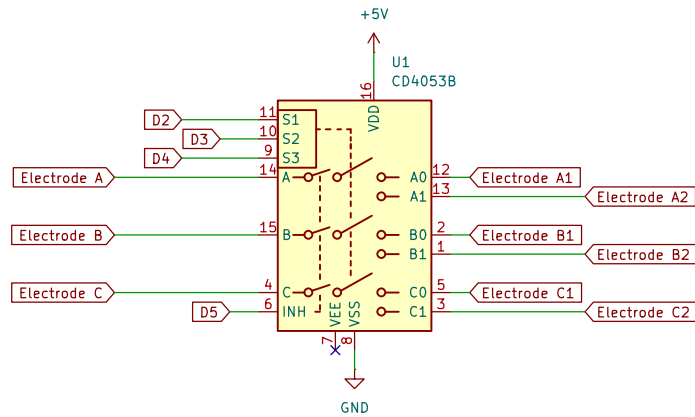 +5V
U1
CD4053B
16
VDD
D2 11 S1
D3 10 S2
D4 9 S3
Electrode A 14 A A0 12 Electrode A1
A1 13 Electrode A2
Electrode B 15 B B0 2 Electrode B1
B1 1 Electrode B2
Electrode C 4 C C0 5 Electrode C1
D5 6 INH C1 3 Electrode C2
VEE VSS
7 8
GND